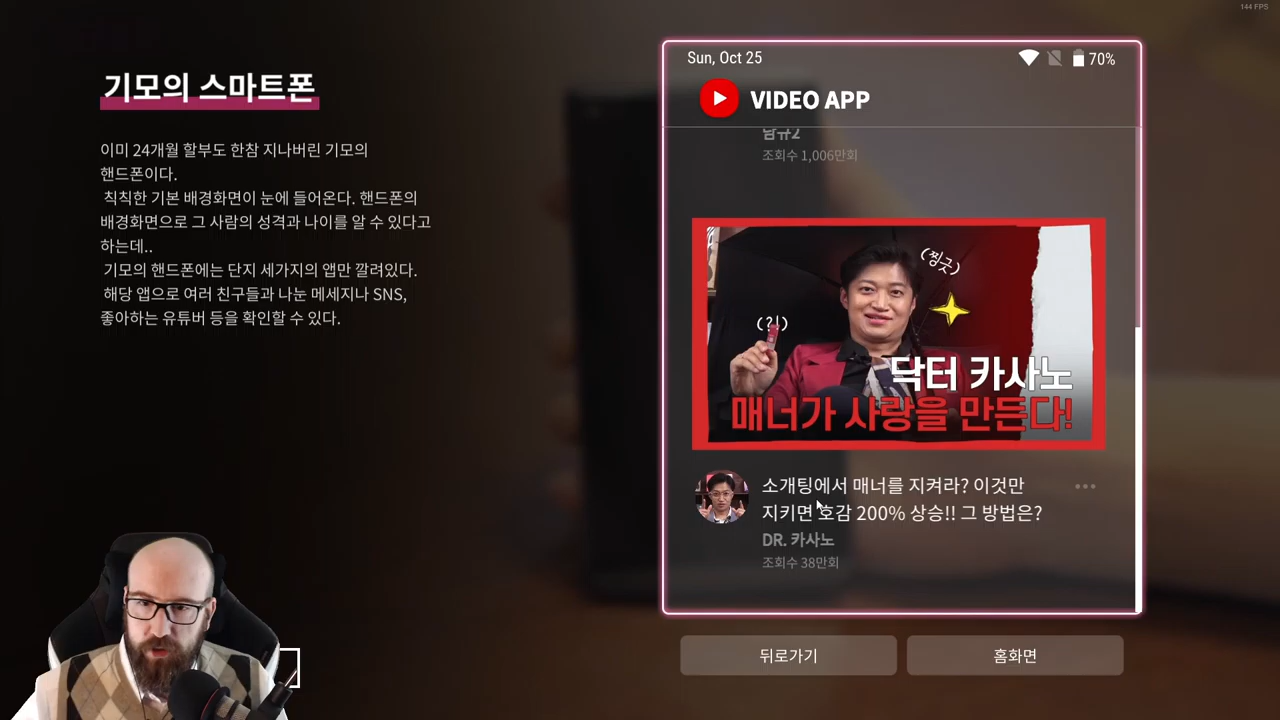 144 FPS
기모의 스마트폰
이미 24개월 할부도 한참 지나버린 기모의
핸드폰이다.
칙칙한 기본 배경화면이 눈에 들어온다. 핸드폰의
배경화면으로 그 사람의 성격과 나이를 알 수 있다고
하는데..
기모의 핸드폰에는 단지 세가지의 앱만 깔려있다.
해당 앱으로 여러 친구들과 나눈 메세지나 SNS,
좋아하는 유튜버 등을 확인할 수 있다.
Sun, Oct 25
70%
VIDEO APP
남규2
조회수 1,006만회
(찡긋)
닥터 카사노
매너가 사랑을 만든다!
소개팅에서 매너를 지켜라? 이것만
지키면 호감 200% 상승!! 그 방법은?
DR. 카사노
조회수 38만회
뒤로가기
홈화면